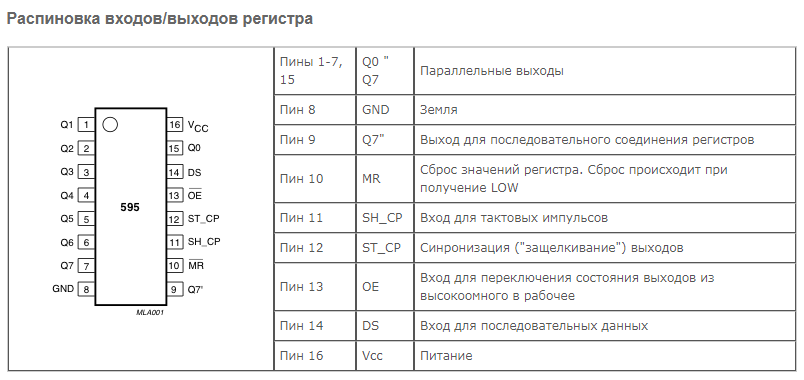 Распиновка входов/выходов регистра
Q1 1 16 VCC
Q2 2 15 Q0
Q3 3 14 DS
Q4 4 13 OE
Q5 5 595 12 ST_CP
Q6 6 11 SH_CP
Q7 7 10 MR
GND 8 9 Q7'
MLA001
Пины 1-7, Q0 "
15 Q7 Параллельные выходы
Пин 8 GND Земля
Пин 9 Q7" Выход для последовательного соединения регистров
Пин 10 MR Сброс значений регистра. Сброс происходит при
получение LOW
Пин 11 SH_CP Вход для тактовых импульсов
Пин 12 ST_CP Синронизация ("защелкивание") выходов
Пин 13 OE Вход для переключения состояния выходов из
высокоомного в рабочее
Пин 14 DS Вход для последовательных данных
Пин 16 Vcc Питание